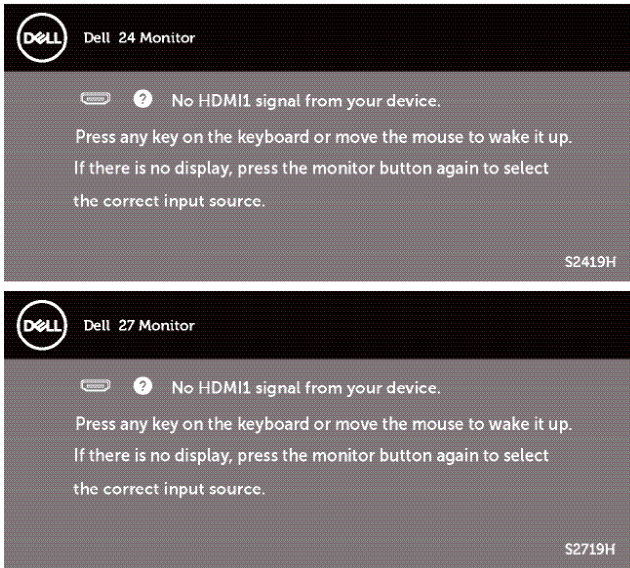 DELL Dell 24 Monitor
? No HDMI1 signal from your device.
Press any key on the keyboard or move the mouse to wake it up.
If there is no display, press the monitor button again to select
the correct input source.
S2419H
DELL Dell 27 Monitor
? No HDMI1 signal from your device.
Press any key on the keyboard or move the mouse to wake it up.
If there is no display, press the monitor button again to select
the correct input source.
S2719H